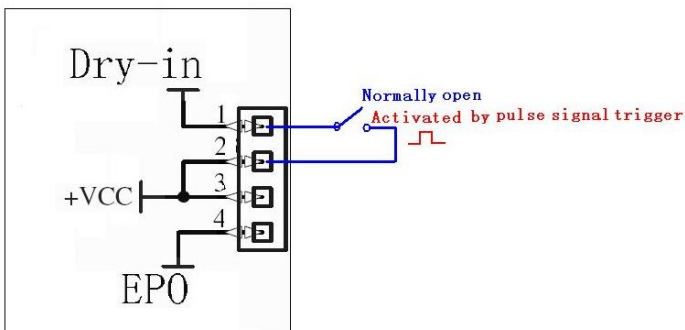 Dry-in
Normally open
1
Activated by pulse signal trigger
2
+VCC
3
4
EPO